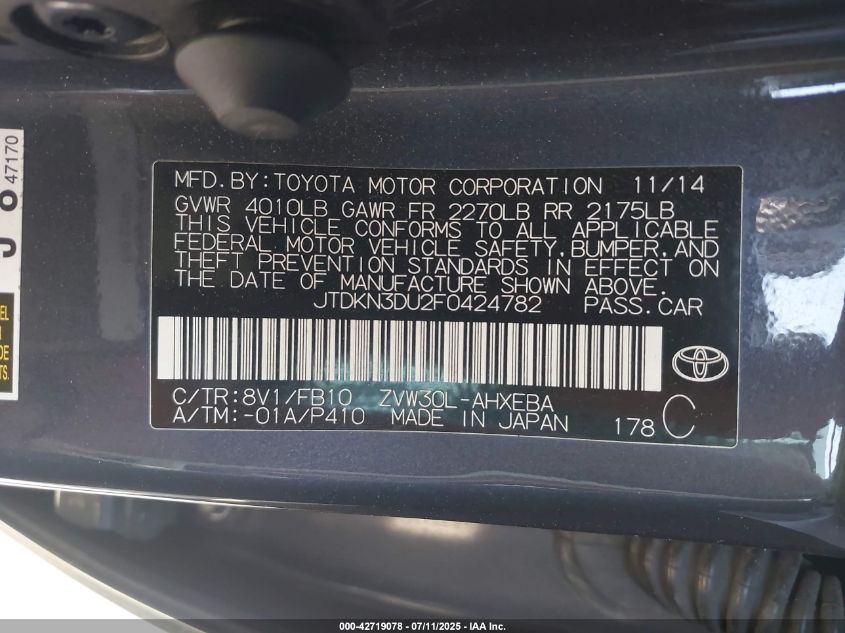 MFD.BY:TOYOTA MOTOR CORPORATION 11/14
GVWR 4010LB GAWR FR 2270LB RR 2175LB
THIS VEHICLE CONFORMS TO ALL APPLICABLE
FEDERAL MOTOR VEHICLE SAFETY,BUMPER,AND
THEFT PREVENTION STANDARDS IN EFFECT ON
THE DATE OF MANUFACTURE SHOWN ABOVE.
JTDKN3DU2F0424782 PASS.CAR
C/TR:8V1/FB10 ZVW30L-AHXEBA
A/TM:-01A/P410 MADE IN JAPAN 178 C
47170
000-42719078 - 07/11/2025 - IAA Inc.